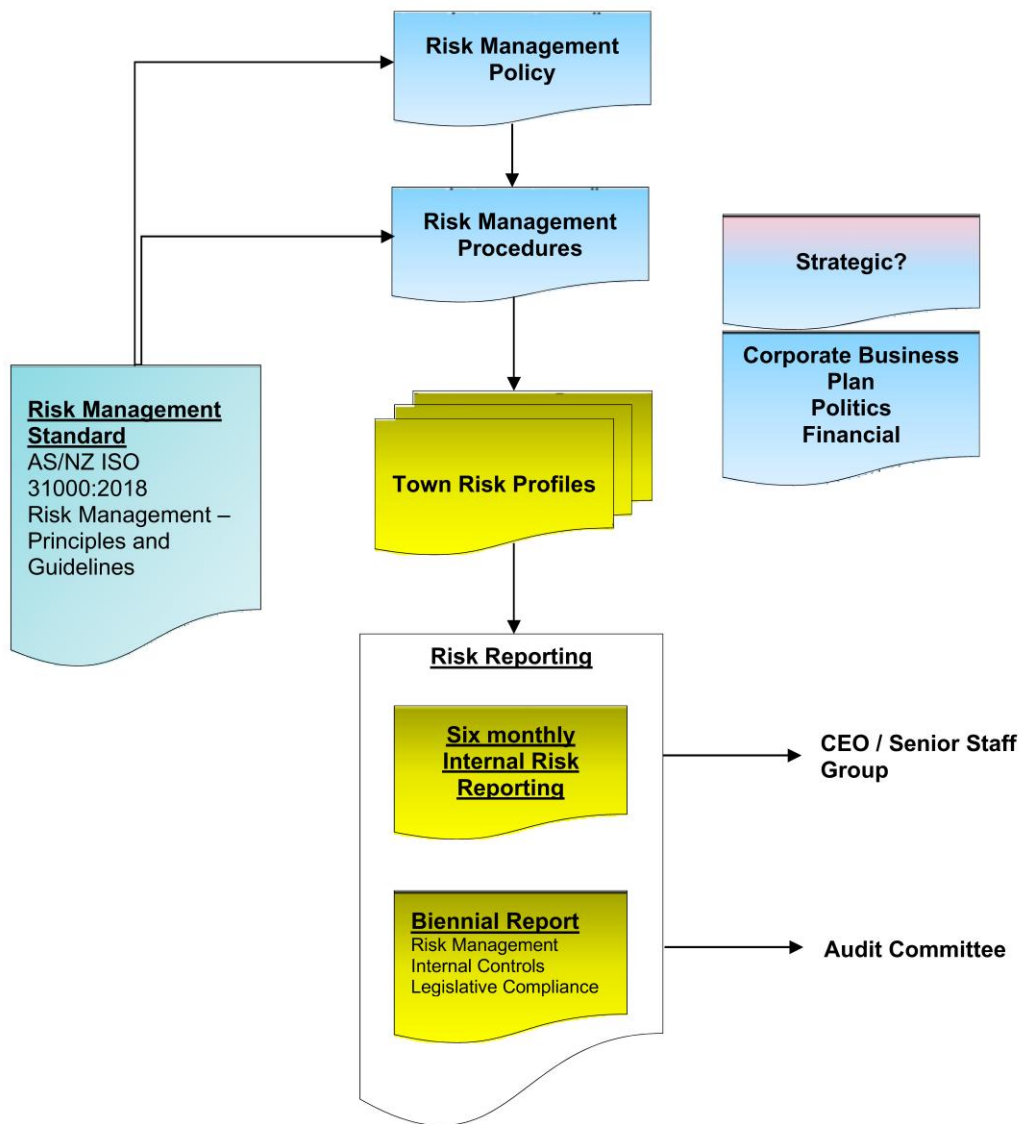 Risk Management
Policy
Risk Management
Procedures
Strategic?
Corporate Business
Plan
Politics
Financial
Risk Management
Standard
AS/NZ ISO
31000:2018
Risk Management –
Principles and
Guidelines
Town Risk Profiles
Risk Reporting
Six monthly
Internal Risk
Reporting
CEO / Senior Staff
Group
Biennial Report
Risk Management
Internal Controls
Legislative Compliance
Audit Committee